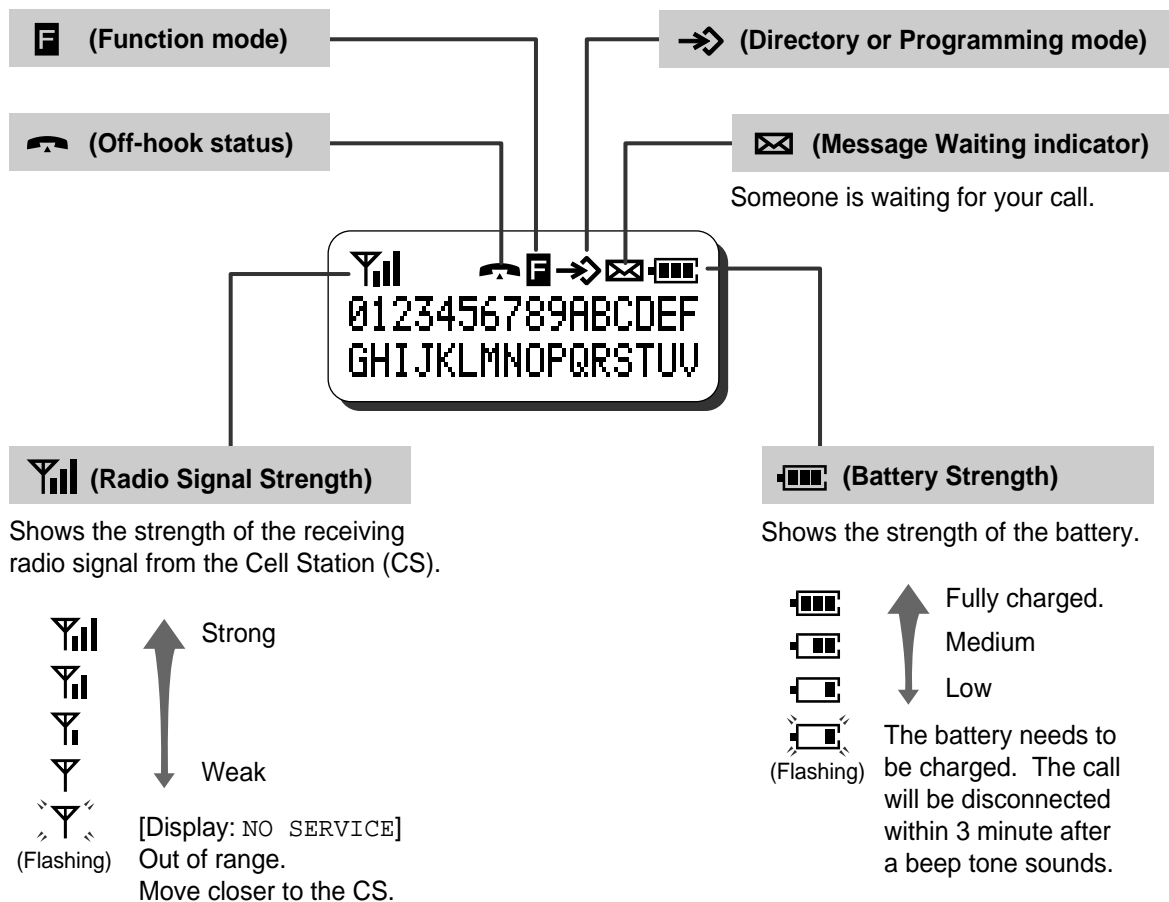 F (Function mode)
(Directory or Programming mode)
(Off-hook status)
(Message Waiting indicator)
Someone is waiting for your call.
F
0123456789ABCDEF
GHIJKLMNOPQRSTUV
(Radio Signal Strength)
Shows the strength of the receiving
radio signal from the Cell Station (CS).
Strong
Weak
(Flashing)
[Display: NO SERVICE]
Out of range.
Move closer to the CS.
(Battery Strength)
Shows the strength of the battery.
Fully charged.
Medium
Low
(Flashing)
The battery needs to
be charged. The call
will be disconnected
within 3 minute after
a beep tone sounds.